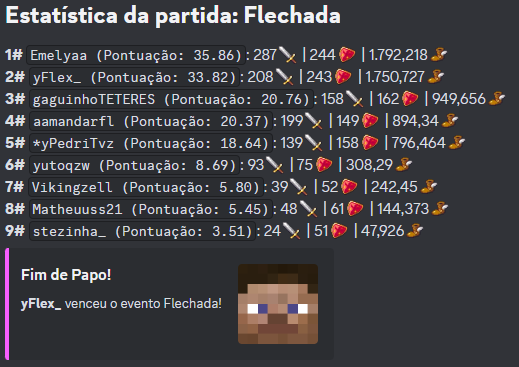 Estatística da partida: Flechada
1# Emelyaa (Pontuação: 35.86): 287 | 244 | 1.792,218
2# yFlex_ (Pontuação: 33.82): 208 | 243 | 1.750,727
3# gaguinhoTETERES (Pontuação: 20.76): 158 | 162 | 949,656
4# aamandarfl (Pontuação: 20.37): 199 | 149 | 894,34
5# *yPedriTvz (Pontuação: 18.64): 139 | 158 | 796,464
6# yutoqzw (Pontuação: 8.69): 93 | 75 | 308,29
7# Vikingzell (Pontuação: 5.80): 39 | 52 | 242,45
8# Matheuuss21 (Pontuação: 5.45): 48 | 61 | 144,373
9# stezinha_ (Pontuação: 3.51): 24 | 51 | 47,926
Fim de Papo!
yFlex_ venceu o evento Flechada!